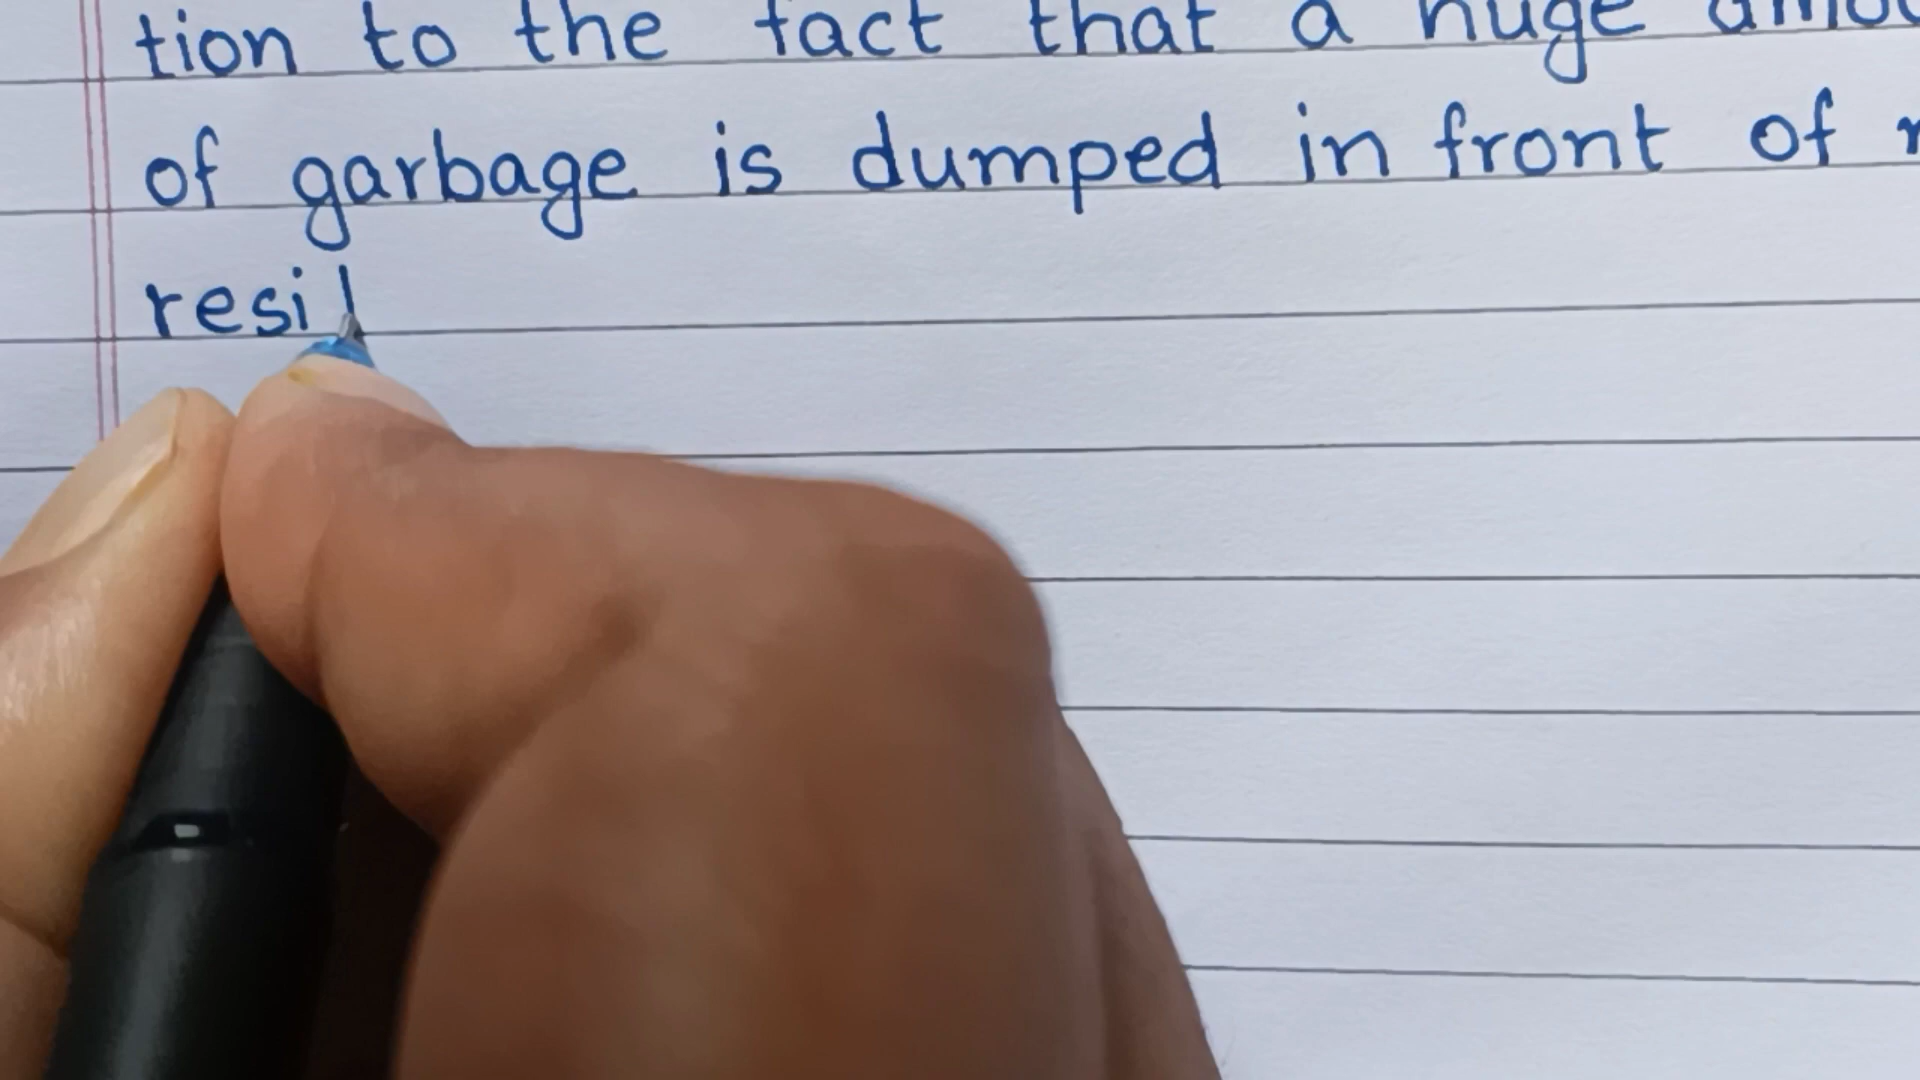 tion to the fact that a huge
of garbage is dumped in front of
resi